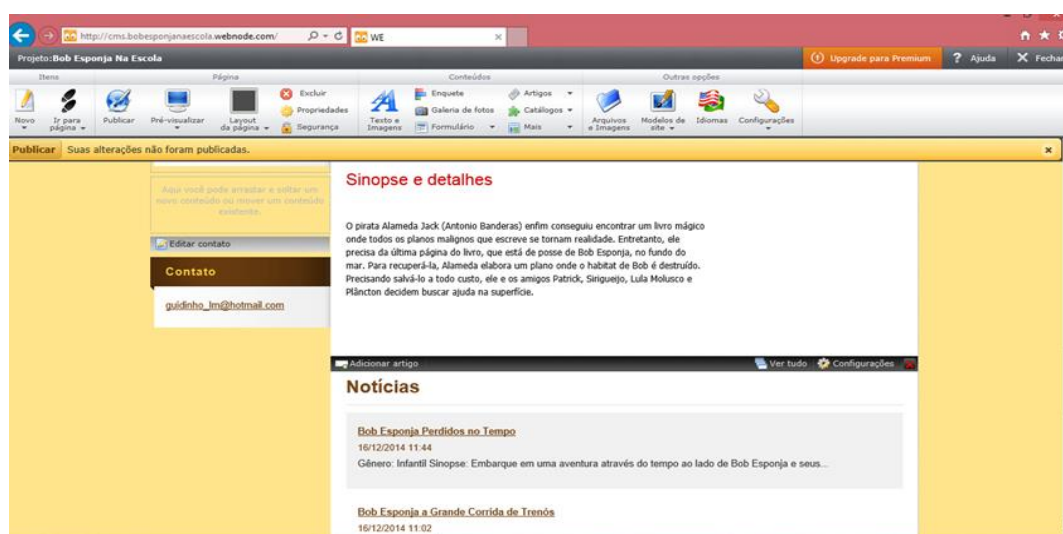 http://cms.bobesponjanaescola.webnode.com/
WE
Projeto:Bob Esponja Na Escola
Upgrade para Premium
? Ajuda
X Fechar
Itens
Página
Conteúdos
Outras opções
Novo
Ir para página
Publicar
Pré-visualizar
Layout da página
Excluir
Propriedades
Segurança
Texto e Imagens
Enquete
Galeria de fotos
Formulário
Artigos
Catálogos
Mais
Arquivos e Imagens
Modelos de site
Idiomas
Configurações
Publicar Suas alterações não foram publicadas.
Aqui você pode arrastar e soltar um
novo conteúdo ou mover um conteúdo
existente.
Editar contato
Contato
guidinho_lm@hotmail.com
Sinopse e detalhes
O pirata Alameda Jack (Antonio Banderas) enfim conseguiu encontrar um livro mágico
onde todos os planos malignos que escreve se tornam realidade. Entretanto, ele
precisa da última página do livro, que está de posse de Bob Esponja, no fundo do
mar. Para recuperá-la, Alameda elabora um plano onde o habitat de Bob é destruído.
Precisando salvá-lo a todo custo, ele e os amigos Patrick, Sirigueijo, Lula Molusco e
Plâncton decidem buscar ajuda na superfície.
Adicionar artigo
Ver tudo
Configurações
Notícias
Bob Esponja Perdidos no Tempo
16/12/2014 11:44
Gênero: Infantil Sinopse: Embarque em uma aventura através do tempo ao lado de Bob Esponja e seus...
Bob Esponja a Grande Corrida de Trenós
16/12/2014 11:02